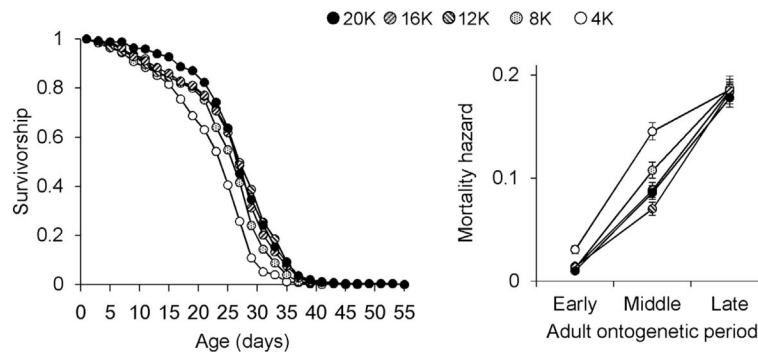 20K 16K 12K 8K 4K
Survivorship
1
0.8
0.6
0.4
0.2
0
1 5 10 15 20 25 30 35 40 45 50 55
Age (days)
Mortality hazard
0.2
0.1
0
Early Middle Late
Adult ontogenetic period